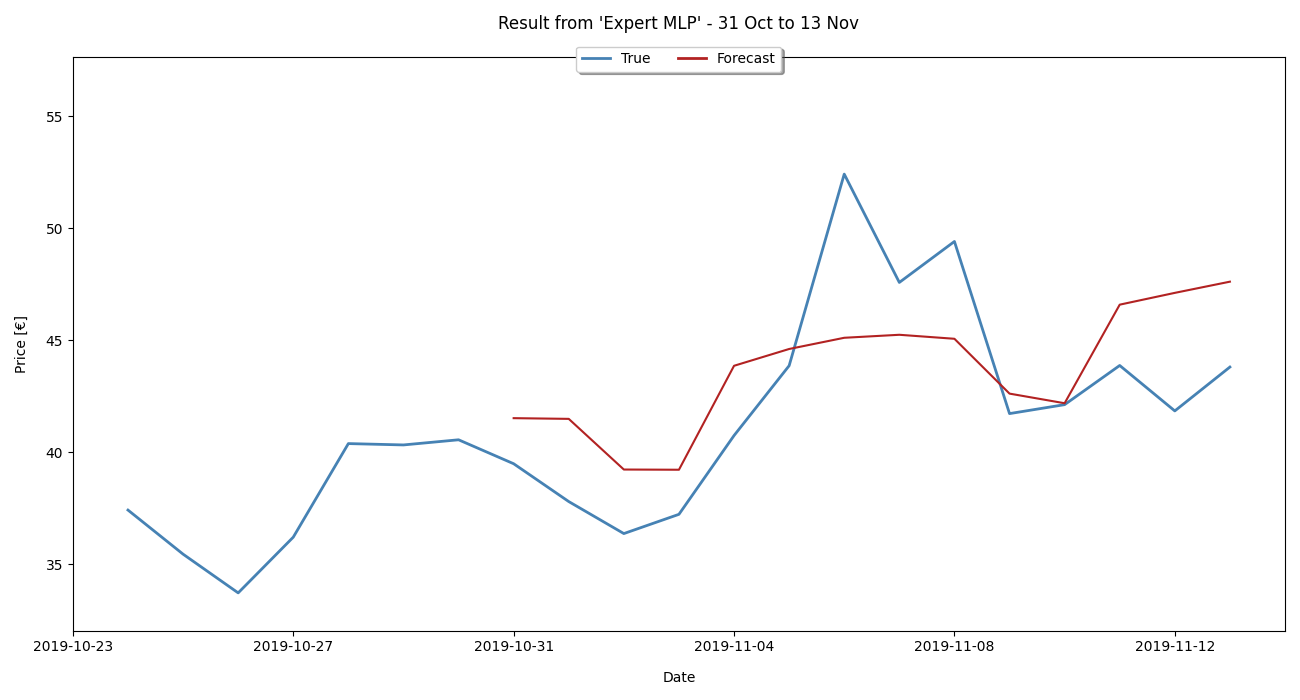 Result from 'Expert MLP' - 31 Oct to 13 Nov
True Forecast
55
50
45
40
35
Price [€]
2019-10-23 2019-10-27 2019-10-31 2019-11-04 2019-11-08 2019-11-12
Date